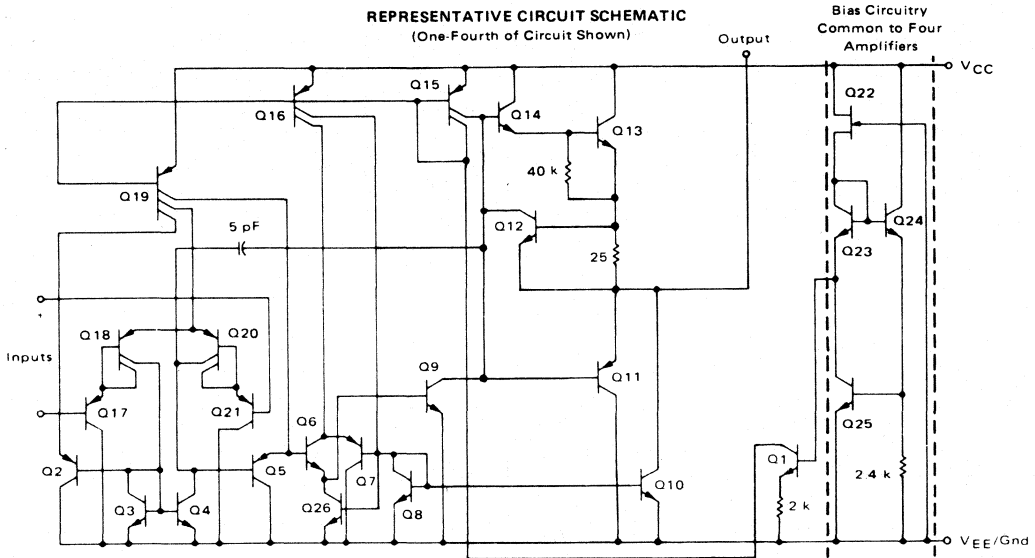 REPRESENTATIVE CIRCUIT SCHEMATIC
(One-Fourth of Circuit Shown)
Bias Circuitry
Common to Four
Amplifiers
Output
VCC
Q15
Q22
Q16
Q14
Q13
40 k
Q19
Q12
Q24
Q23
5 pF
25
+
Q18
Q20
Inputs
Q9
Q11
Q17
Q21
Q25
Q6
Q2
Q5
Q7
Q1
2.4 k
Q10
Q3
Q4
Q26
Q8
2 k
VEE/Gnd